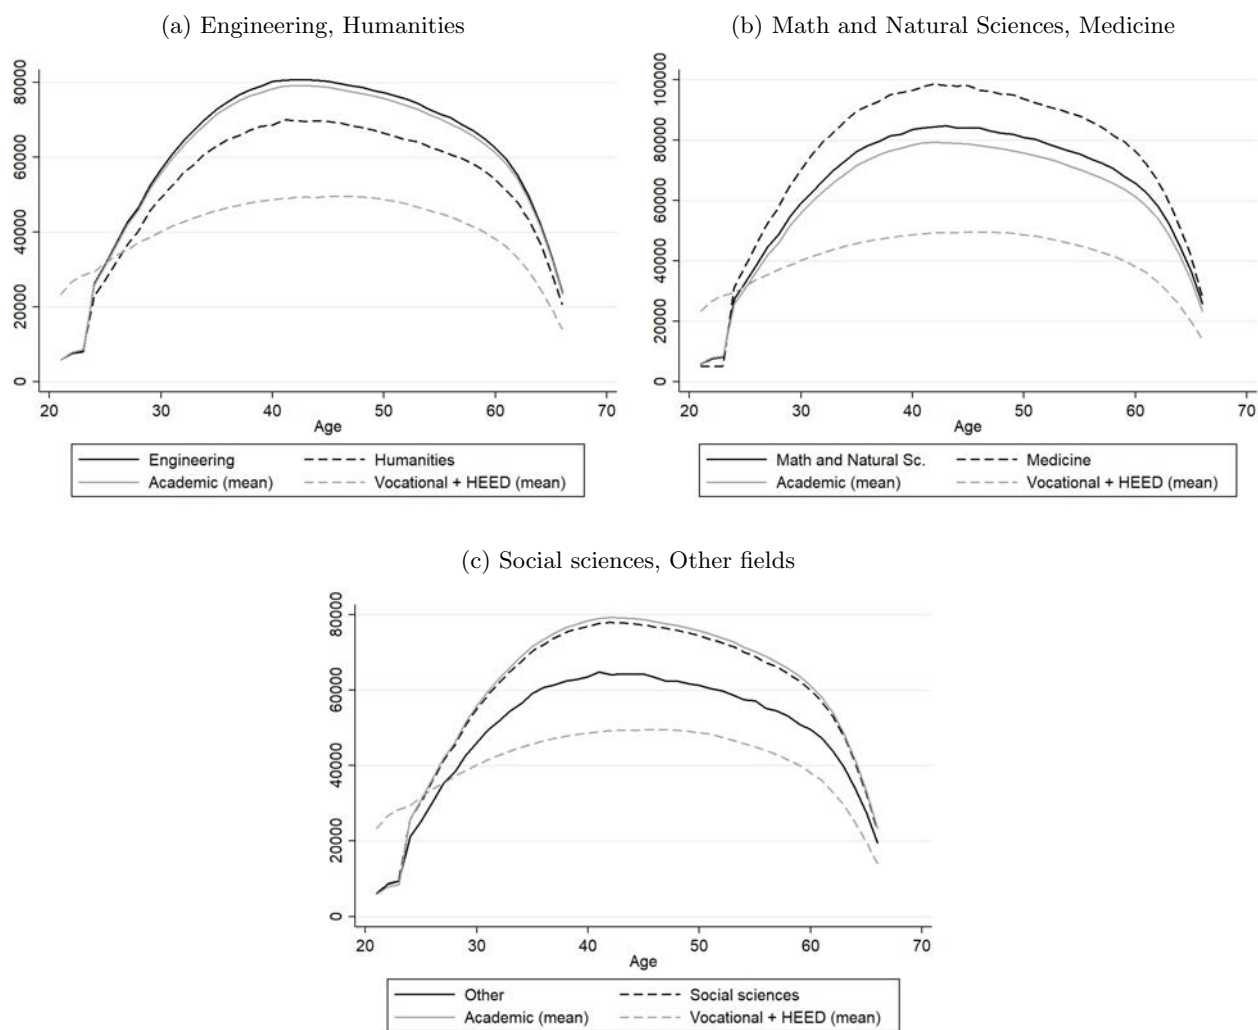 (a) Engineering, Humanities
80000
60000
40000
20000
0
20 30 40 50 60 70
Age
Engineering Humanities
Academic (mean) Vocational + HEED (mean)
(b) Math and Natural Sciences, Medicine
100000
80000
60000
40000
20000
0
20 30 40 50 60 70
Age
Math and Natural Sc. Medicine
Academic (mean) Vocational + HEED (mean)
(c) Social sciences, Other fields
80000
60000
40000
20000
0
20 30 40 50 60 70
Age
Other Social sciences
Academic (mean) Vocational + HEED (mean)